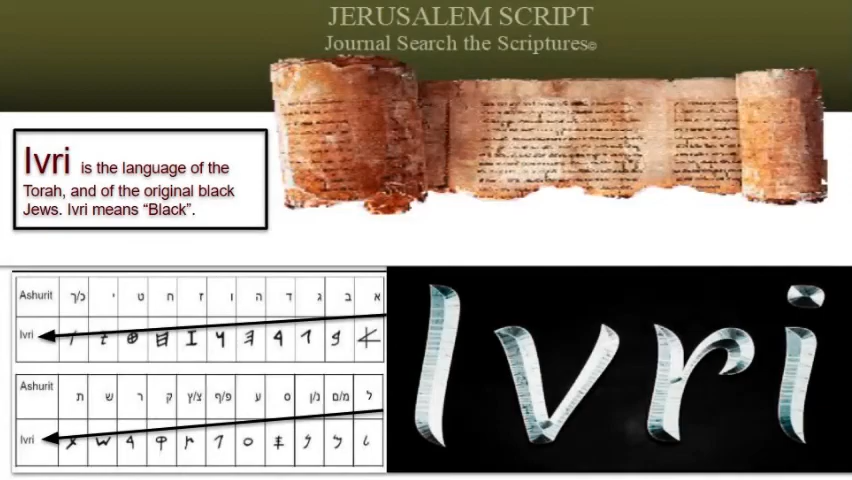 JERUSALEM SCRIPT
Journal Search the Scriptures©
Ivri is the language of the
Torah, and of the original black
Jews. Ivri means “Black”.
Ashurit א ב ג ד ה ו ז ח ט י כ/ך
Ivri
Ashurit ל מ/ם נ/ן ס ע פ/ף צ/ץ ק ר ש ת
Ivri
Ivri